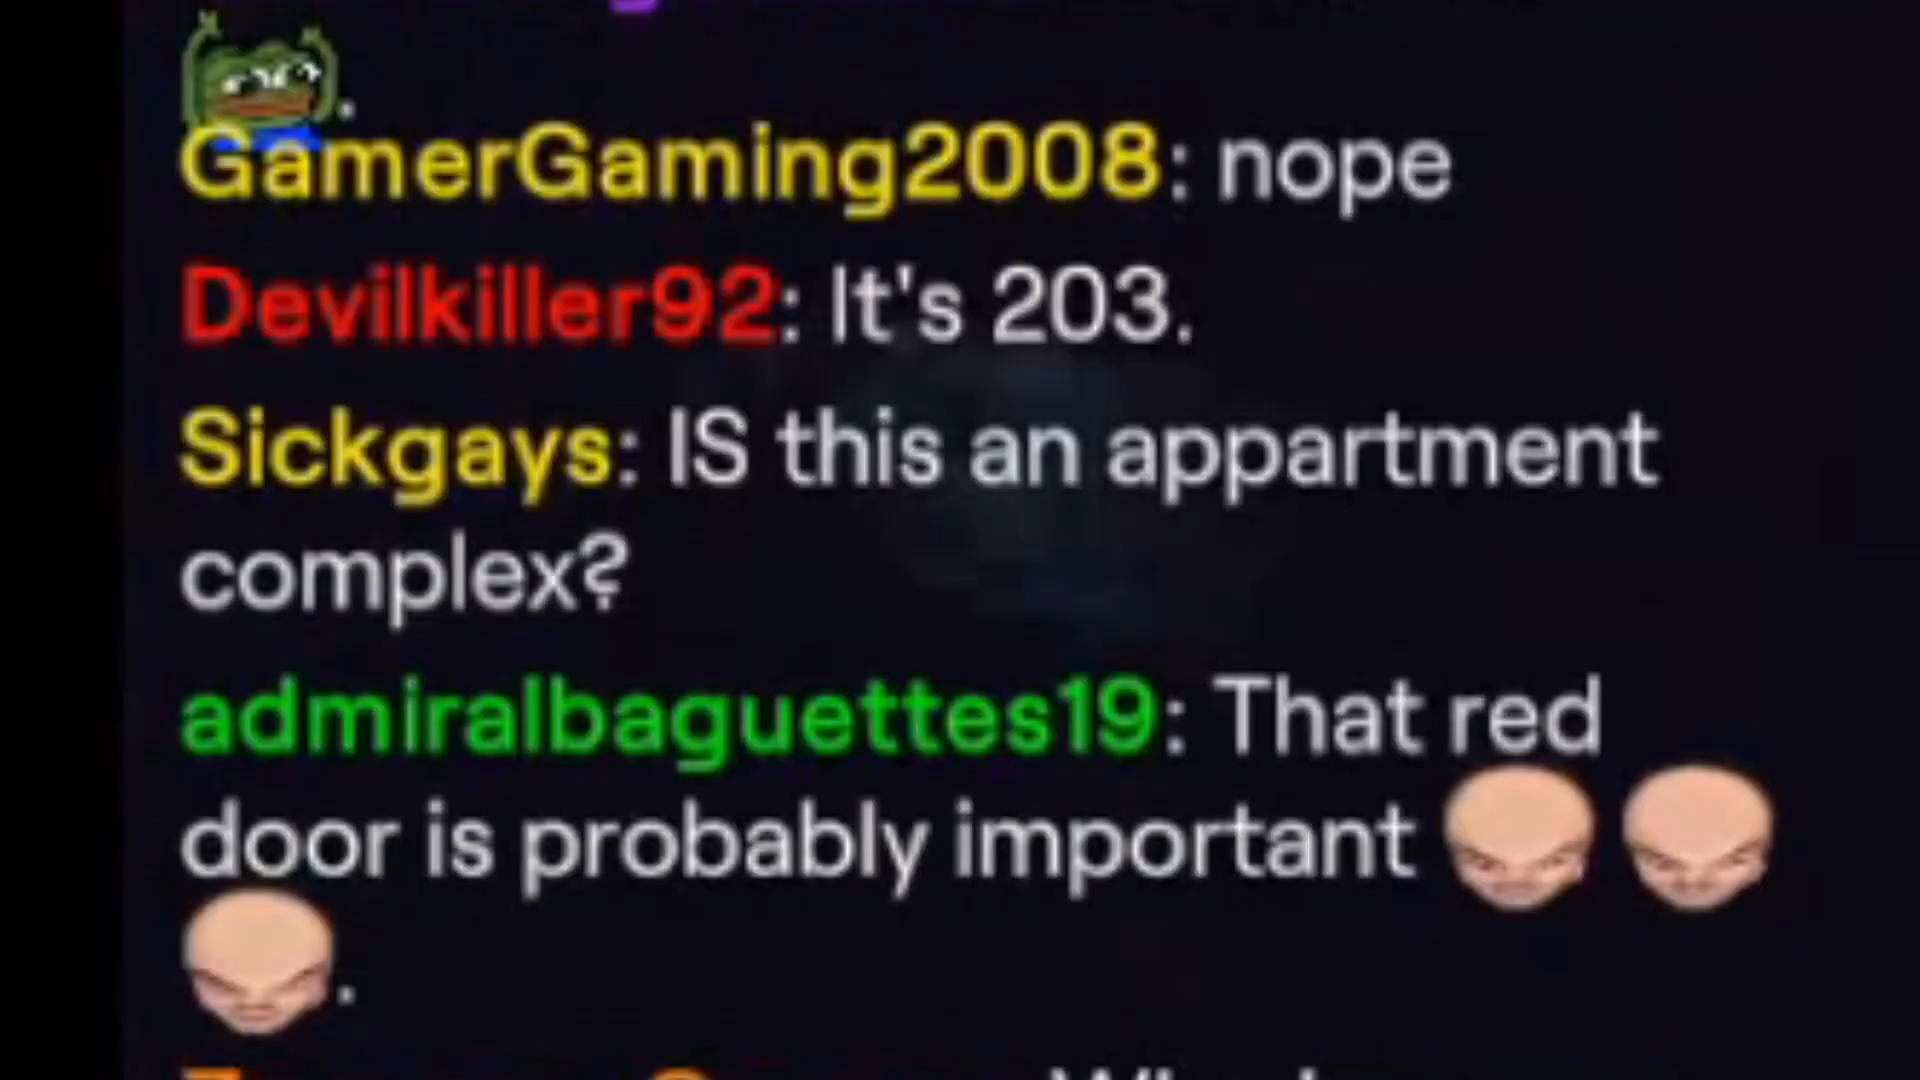 GamerGaming2008: nope
Devilkiller92: It's 203.
Sickgays: IS this an appartment
complex?
admiralbaguettes19: That red
door is probably important
.